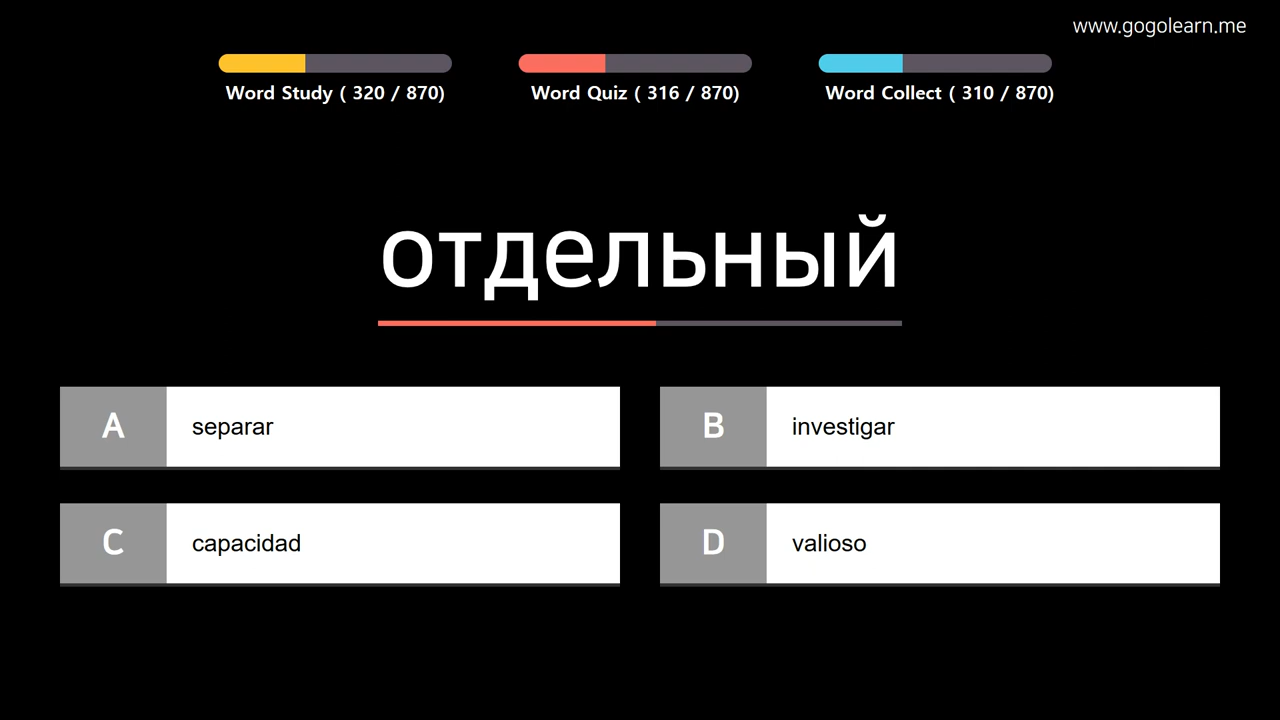 www.gogolearn.me
Word Study ( 320 / 870)
Word Quiz ( 316 / 870)
Word Collect ( 310 / 870)
отдельный
A separar
B investigar
C capacidad
D valioso